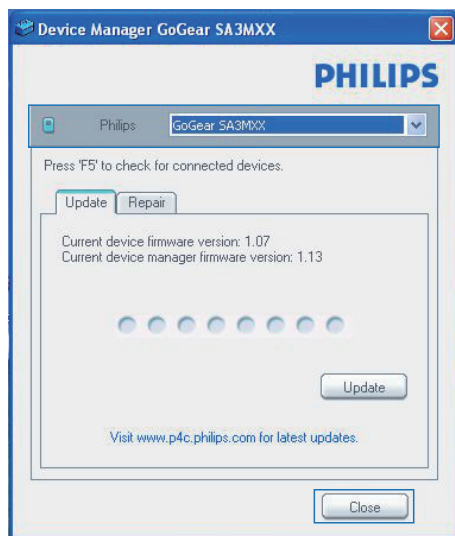 Device Manager GoGear SA3MXX
PHILIPS
Philips GoGear SA3MXX
Press 'F5' to check for connected devices.
Update Repair
Current device firmware version: 1.07
Current device manager firmware version: 1.13
Update
Visit www.p4c.philips.com for latest updates.
Close